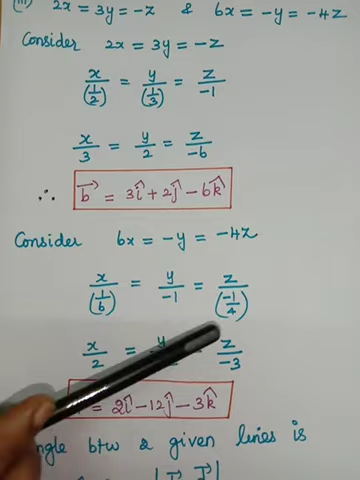 (iii) 2x = 3y = -z & 6x = -y = -4z
Consider 2x = 3y = -z
x/(1/2) = y/(1/3) = z/-1
x/3 = y/2 = z/-6
∴ b⃗ = 3î + 2ĵ - 6k̂
Consider 6x = -y = -4z
x/(1/6) = y/-1 = z/(-1/4)
x/2 = y = z/-3
= 2î - 12ĵ - 3k̂
btw 2 given lines is